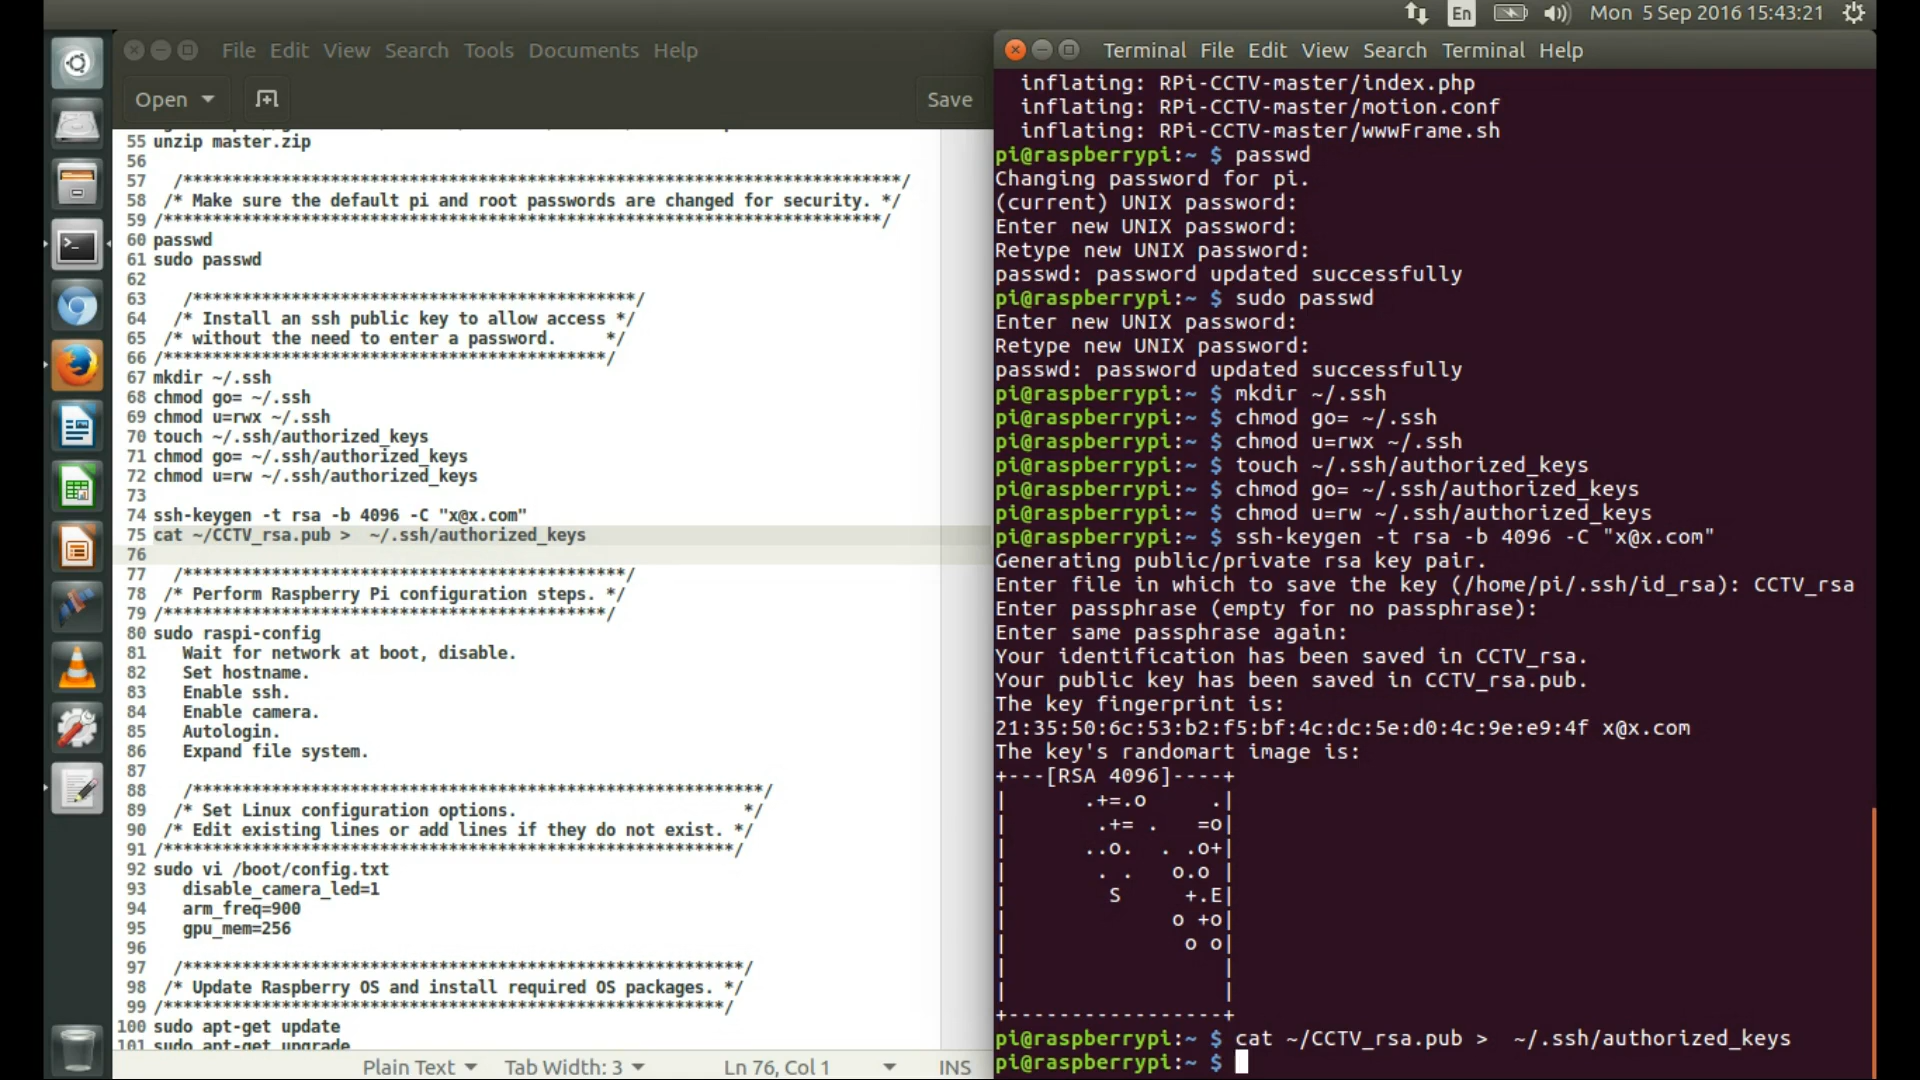 En
Mon 5 Sep 2016 15:43:21
File Edit View Search Tools Documents Help
Open
Save
55 unzip master.zip
56
57 /*************************************************************************/
58 /* Make sure the default pi and root passwords are changed for security. */
59 /*************************************************************************/
60 passwd
61 sudo passwd
62
63 /*********************************************/
64 /* Install an ssh public key to allow access */
65 /* without the need to enter a password. */
66 /*********************************************/
67 mkdir ~/.ssh
68 chmod go= ~/.ssh
69 chmod u=rwx ~/.ssh
70 touch ~/.ssh/authorized_keys
71 chmod go= ~/.ssh/authorized_keys
72 chmod u=rw ~/.ssh/authorized_keys
73
74 ssh-keygen -t rsa -b 4096 -C "x@x.com"
75 cat ~/CCTV_rsa.pub >  ~/.ssh/authorized_keys
76
77 /*********************************************/
78 /* Perform Raspberry Pi configuration steps. */
79 /*********************************************/
80 sudo raspi-config
81 Wait for network at boot, disable.
82 Set hostname.
83 Enable ssh.
84 Enable camera.
85 Autologin.
86 Expand file system.
87
88 /**********************************************************/
89 /* Set Linux configuration options. */
90 /* Edit existing lines or add lines if they do not exist. */
91 /**********************************************************/
92 sudo vi /boot/config.txt
93 disable_camera_led=1
94 arm_freq=900
95 gpu_mem=256
96
97 /*********************************************************/
98 /* Update Raspberry OS and install required OS packages. */
99 /*********************************************************/
100 sudo apt-get update
101 sudo apt-get upgrade
Plain Text Tab Width: 3 Ln 76, Col 1 INS
Terminal File Edit View Search Terminal Help
inflating: RPi-CCTV-master/index.php
inflating: RPi-CCTV-master/motion.conf
inflating: RPi-CCTV-master/wwwFrame.sh
pi@raspberrypi:~ $ passwd
Changing password for pi.
(current) UNIX password:
Enter new UNIX password:
Retype new UNIX password:
passwd: password updated successfully
pi@raspberrypi:~ $ sudo passwd
Enter new UNIX password:
Retype new UNIX password:
passwd: password updated successfully
pi@raspberrypi:~ $ mkdir ~/.ssh
pi@raspberrypi:~ $ chmod go= ~/.ssh
pi@raspberrypi:~ $ chmod u=rwx ~/.ssh
pi@raspberrypi:~ $ touch ~/.ssh/authorized_keys
pi@raspberrypi:~ $ chmod go= ~/.ssh/authorized_keys
pi@raspberrypi:~ $ chmod u=rw ~/.ssh/authorized_keys
pi@raspberrypi:~ $ ssh-keygen -t rsa -b 4096 -C "x@x.com"
Generating public/private rsa key pair.
Enter file in which to save the key (/home/pi/.ssh/id_rsa): CCTV_rsa
Enter passphrase (empty for no passphrase):
Enter same passphrase again:
Your identification has been saved in CCTV_rsa.
Your public key has been saved in CCTV_rsa.pub.
The key fingerprint is:
21:35:50:6c:53:b2:f5:bf:4c:dc:5e:d0:4c:9e:e9:4f x@x.com
The key's randomart image is:
+---[RSA 4096]----+
|      .+=.o     .|
|       .+= .   =o|
|      ..o.  . .o+|
|       . .   o.o |
|        S     +.E|
|             o +o|
|              o o|
|                 |
|                 |
+-----------------+
pi@raspberrypi:~ $ cat ~/CCTV_rsa.pub >  ~/.ssh/authorized_keys
pi@raspberrypi:~ $